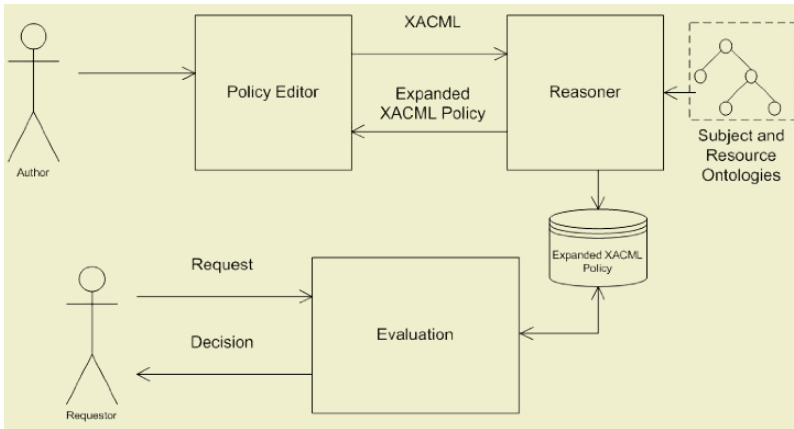 XACML
Policy Editor
Expanded
XACML Policy
Reasoner
Subject and
Resource
Ontologies
Author
Expanded XACML
Policy
Request
Evaluation
Decision
Requestor